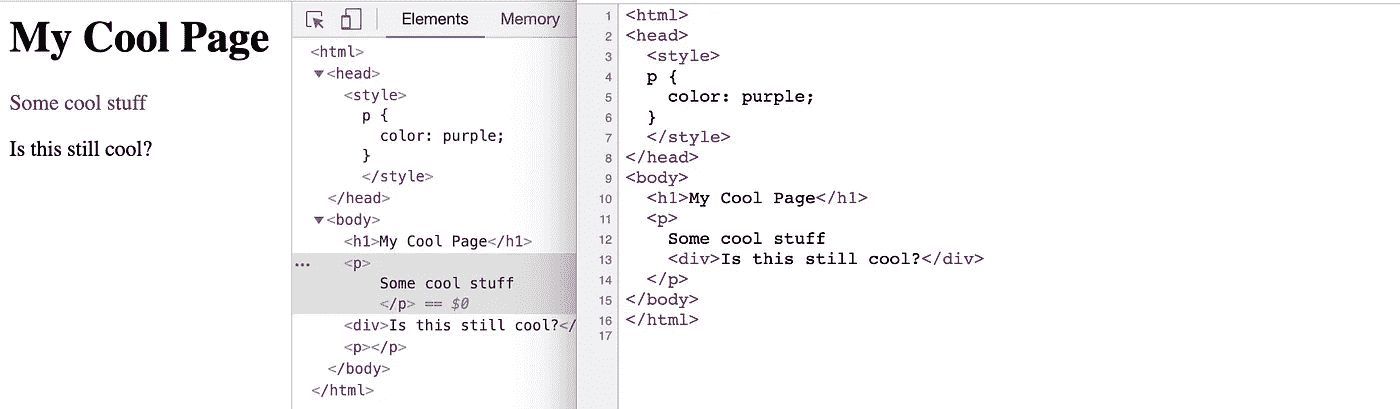 My Cool Page
Some cool stuff
Is this still cool?
Elements Memory
<html>
<head>
<style>
p {
color: purple;
}
</style>
</head>
<body>
<h1>My Cool Page</h1>
… <p>
Some cool stuff
</p> == $0
<div>Is this still cool?</
<p></p>
</body>
</html>
1 <html>
2 <head>
3 <style>
4 p {
5 color: purple;
6 }
7 </style>
8 </head>
9 <body>
10 <h1>My Cool Page</h1>
11 <p>
12 Some cool stuff
13 <div>Is this still cool?</div>
14 </p>
15 </body>
16 </html>
17